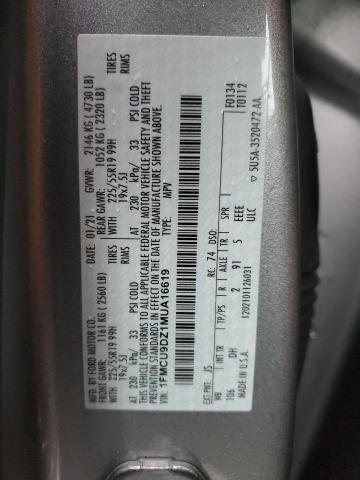 MFD. BY FORD MOTOR CO.
DATE: 01/21 GVWR: 2146 KG ( 4730 LB)
FRONT GAWR: 1161 KG ( 2560 LB) REAR GAWR: 1052 KG ( 2320 LB)
WITH 225/55R19 99H TIRES WITH 225/55R19 99H TIRES
19x7.5J RIMS 19x7.5J RIMS
AT 230 kPa/ 33 PSI COLD AT 230 kPa/ 33 PSI COLD
THIS VEHICLE CONFORMS TO ALL APPLICABLE FEDERAL MOTOR VEHICLE SAFETY AND THEFT
PREVENTION STANDARDS IN EFFECT ON THE DATE OF MANUFACTURE SHOWN ABOVE.
VIN: 1FMCU9DZ1MUA16619
TYPE: MPV
F0134
T0112
EXT PNT: JS RC: 74 DSO:
WB INT TR TP/PS R AXLE TR SPR
106 DH 2 91 5 EEEE
ULC
MADE IN U.S.A. 1202101126031
5U5A-3520472-AA